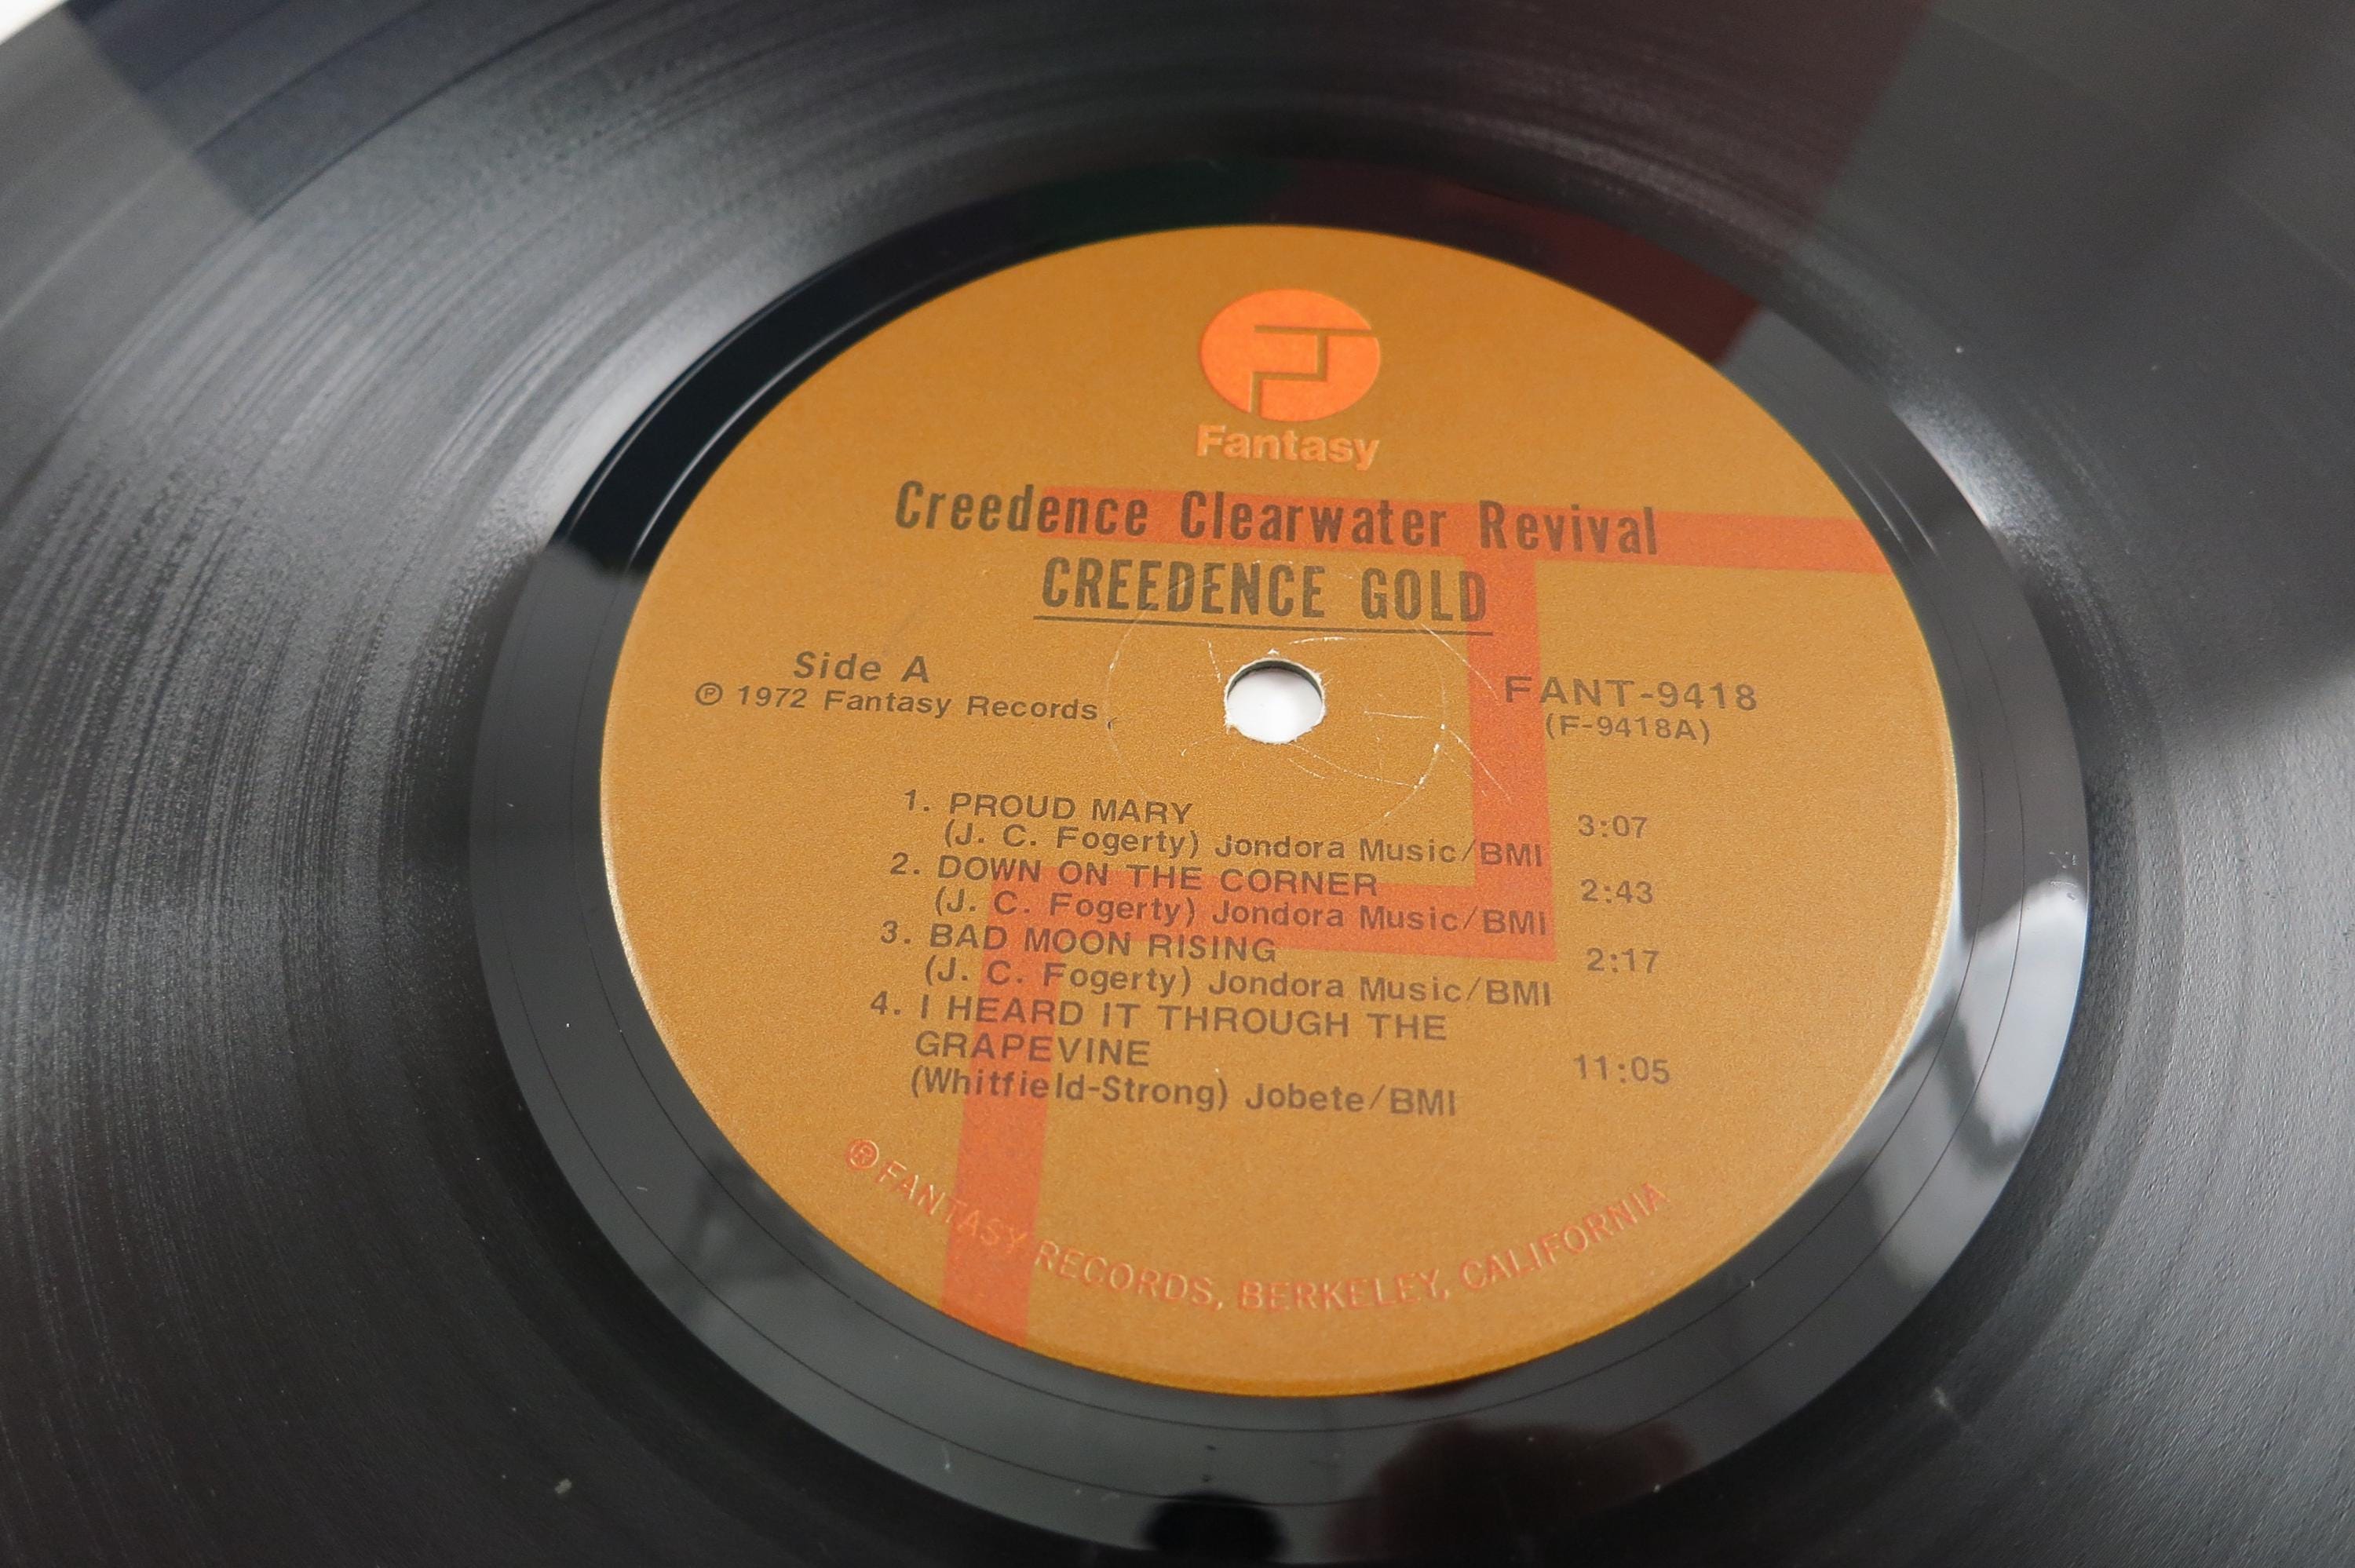 Fantasy
Creedence Clearwater Revival
CREEDENCE GOLD
Side A
℗ 1972 Fantasy Records
FANT-9418
(F-9418A)
1. PROUD MARY
(J. C. Fogerty) Jondora Music/BMI 3:07
2. DOWN ON THE CORNER
(J. C. Fogerty) Jondora Music/BMI 2:43
3. BAD MOON RISING
(J. C. Fogerty) Jondora Music/BMI 2:17
4. I HEARD IT THROUGH THE
GRAPEVINE 11:05
(Whitfield-Strong) Jobete/BMI
® FANTASY RECORDS, BERKELEY, CALIFORNIA